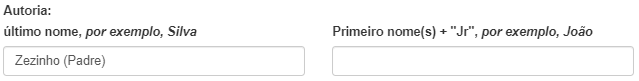 Autoria:
último nome, por exemplo, Silva Primeiro nome(s) + "Jr", por exemplo, João
Zezinho (Padre)